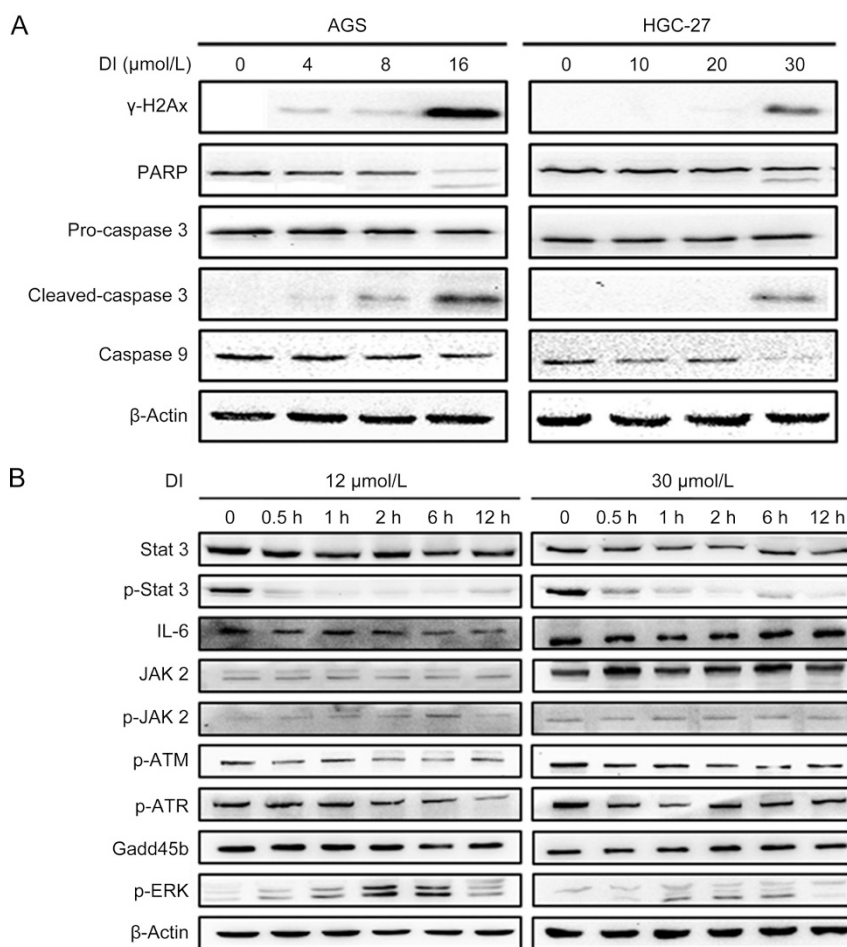 A
AGS HGC-27
DI (μmol/L) 0 4 8 16 0 10 20 30
γ-H2Ax
PARP
Pro-caspase 3
Cleaved-caspase 3
Caspase 9
β-Actin
B
DI 12 μmol/L 30 μmol/L
0 0.5 h 1 h 2 h 6 h 12 h 0 0.5 h 1 h 2 h 6 h 12 h
Stat 3
p-Stat 3
IL-6
JAK 2
p-JAK 2
p-ATM
p-ATR
Gadd45b
p-ERK
β-Actin